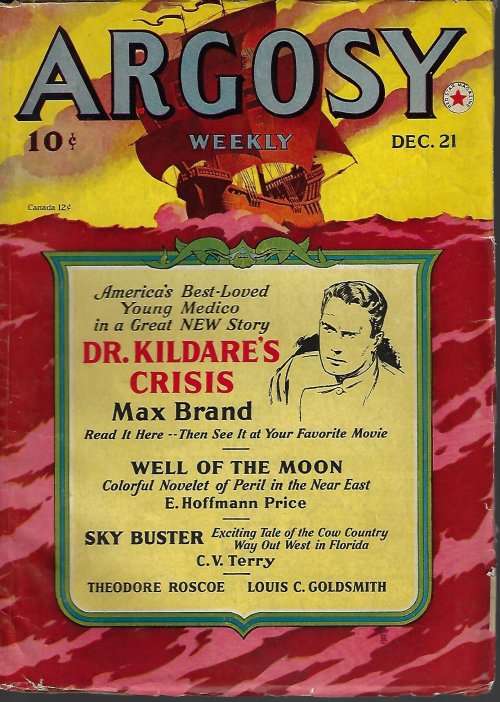 ARGOSY
WEEKLY
10¢
DEC. 21
RED STAR MAGAZINE
Canada 12¢
America's Best-Loved
Young Medico
in a Great NEW Story
DR. KILDARE'S
CRISIS
Max Brand
Read It Here -- Then See It at Your Favorite Movie
WELL OF THE MOON
Colorful Novelet of Peril in the Near East
E. Hoffmann Price
SKY BUSTER Exciting Tale of the Cow Country
Way Out West in Florida
C.V. Terry
THEODORE ROSCOE LOUIS C. GOLDSMITH